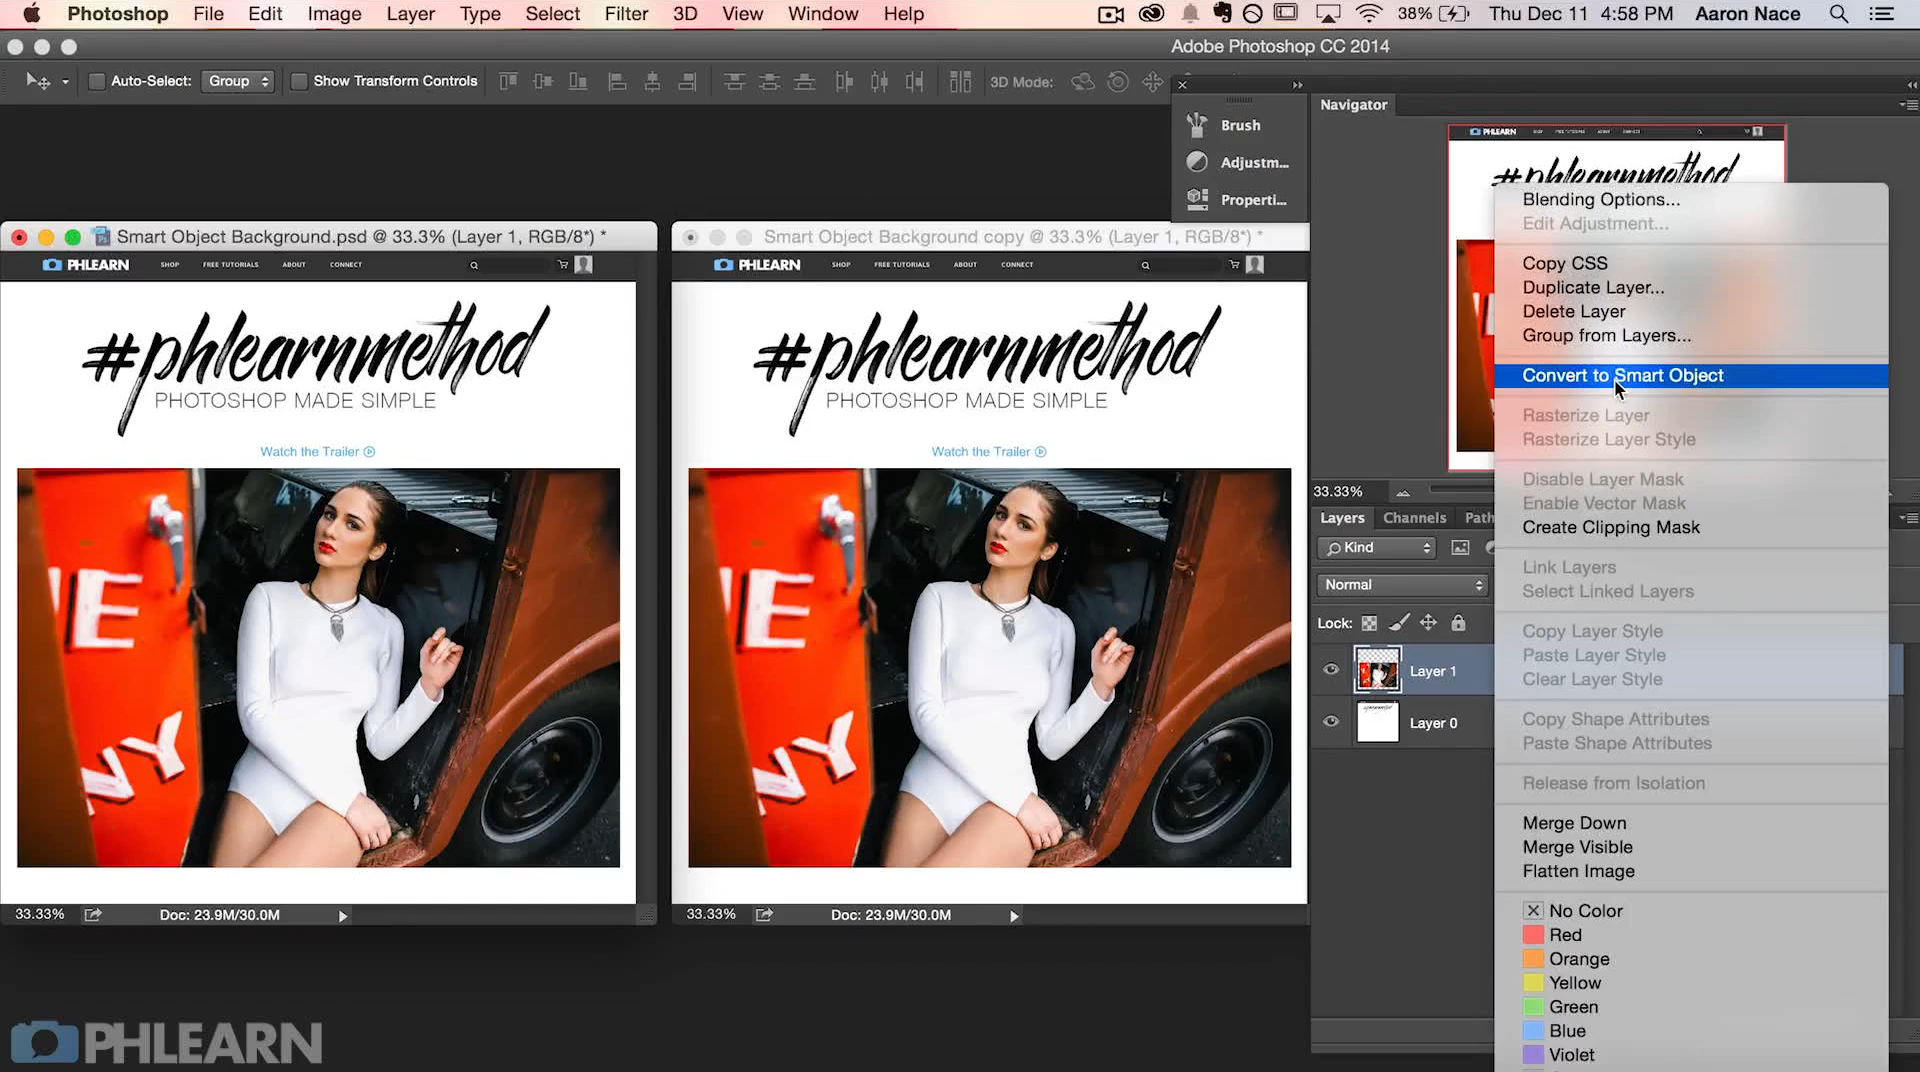 Photoshop File Edit Image Layer Type Select Filter 3D View Window Help 38% Thu Dec 11 4:58 PM Aaron Nace
Adobe Photoshop CC 2014
Auto-Select: Group Show Transform Controls 3D Mode:
Brush
Adjustm...
Properti...
Smart Object Background.psd @ 33.3% (Layer 1, RGB/8*) *
PHLEARN SHOP FREE TUTORIALS ABOUT CONNECT
#phlearnmethod
PHOTOSHOP MADE SIMPLE
Watch the Trailer
E
NY
33.33% Doc: 23.9M/30.0M
Smart Object Background copy @ 33.3% (Layer 1, RGB/8*) *
PHLEARN SHOP FREE TUTORIALS ABOUT CONNECT
#phlearnmethod
PHOTOSHOP MADE SIMPLE
Watch the Trailer
E
NY
33.33% Doc: 23.9M/30.0M
Navigator
PHLEARN SHOP FREE TUTORIALS ABOUT CONNECT
#phlearnmethod
33.33%
Layers Channels Path
Kind
Normal
Lock:
Layer 1
Layer 0
Blending Options...
Edit Adjustment...
Copy CSS
Duplicate Layer...
Delete Layer
Group from Layers...
Convert to Smart Object
Rasterize Layer
Rasterize Layer Style
Disable Layer Mask
Enable Vector Mask
Create Clipping Mask
Link Layers
Select Linked Layers
Copy Layer Style
Paste Layer Style
Clear Layer Style
Copy Shape Attributes
Paste Shape Attributes
Release from Isolation
Merge Down
Merge Visible
Flatten Image
No Color
Red
Orange
Yellow
Green
Blue
Violet
PHLEARN